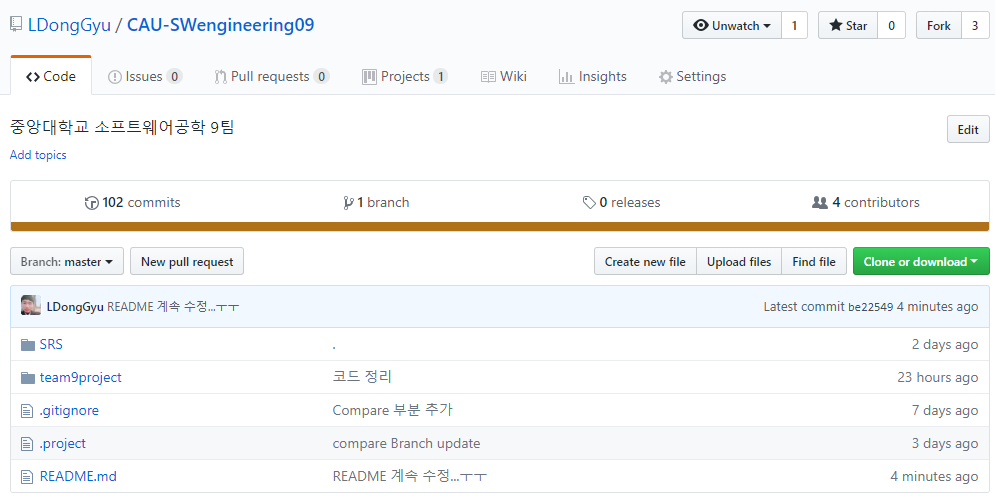 LDongGyu / CAU-SWengineering09 Unwatch 1 Star 0 Fork 3
Code Issues 0 Pull requests 0 Projects 1 Wiki Insights Settings
중앙대학교 소프트웨어공학 9팀 Edit
Add topics
102 commits 1 branch 0 releases 4 contributors
Branch: master New pull request Create new file Upload files Find file Clone or download
LDongGyu README 계속 수정...ㅜㅜ Latest commit be22549 4 minutes ago
SRS . 2 days ago
team9project 코드 정리 23 hours ago
.gitignore Compare 부분 추가 7 days ago
.project compare Branch update 3 days ago
README.md README 계속 수정...ㅜㅜ 4 minutes ago